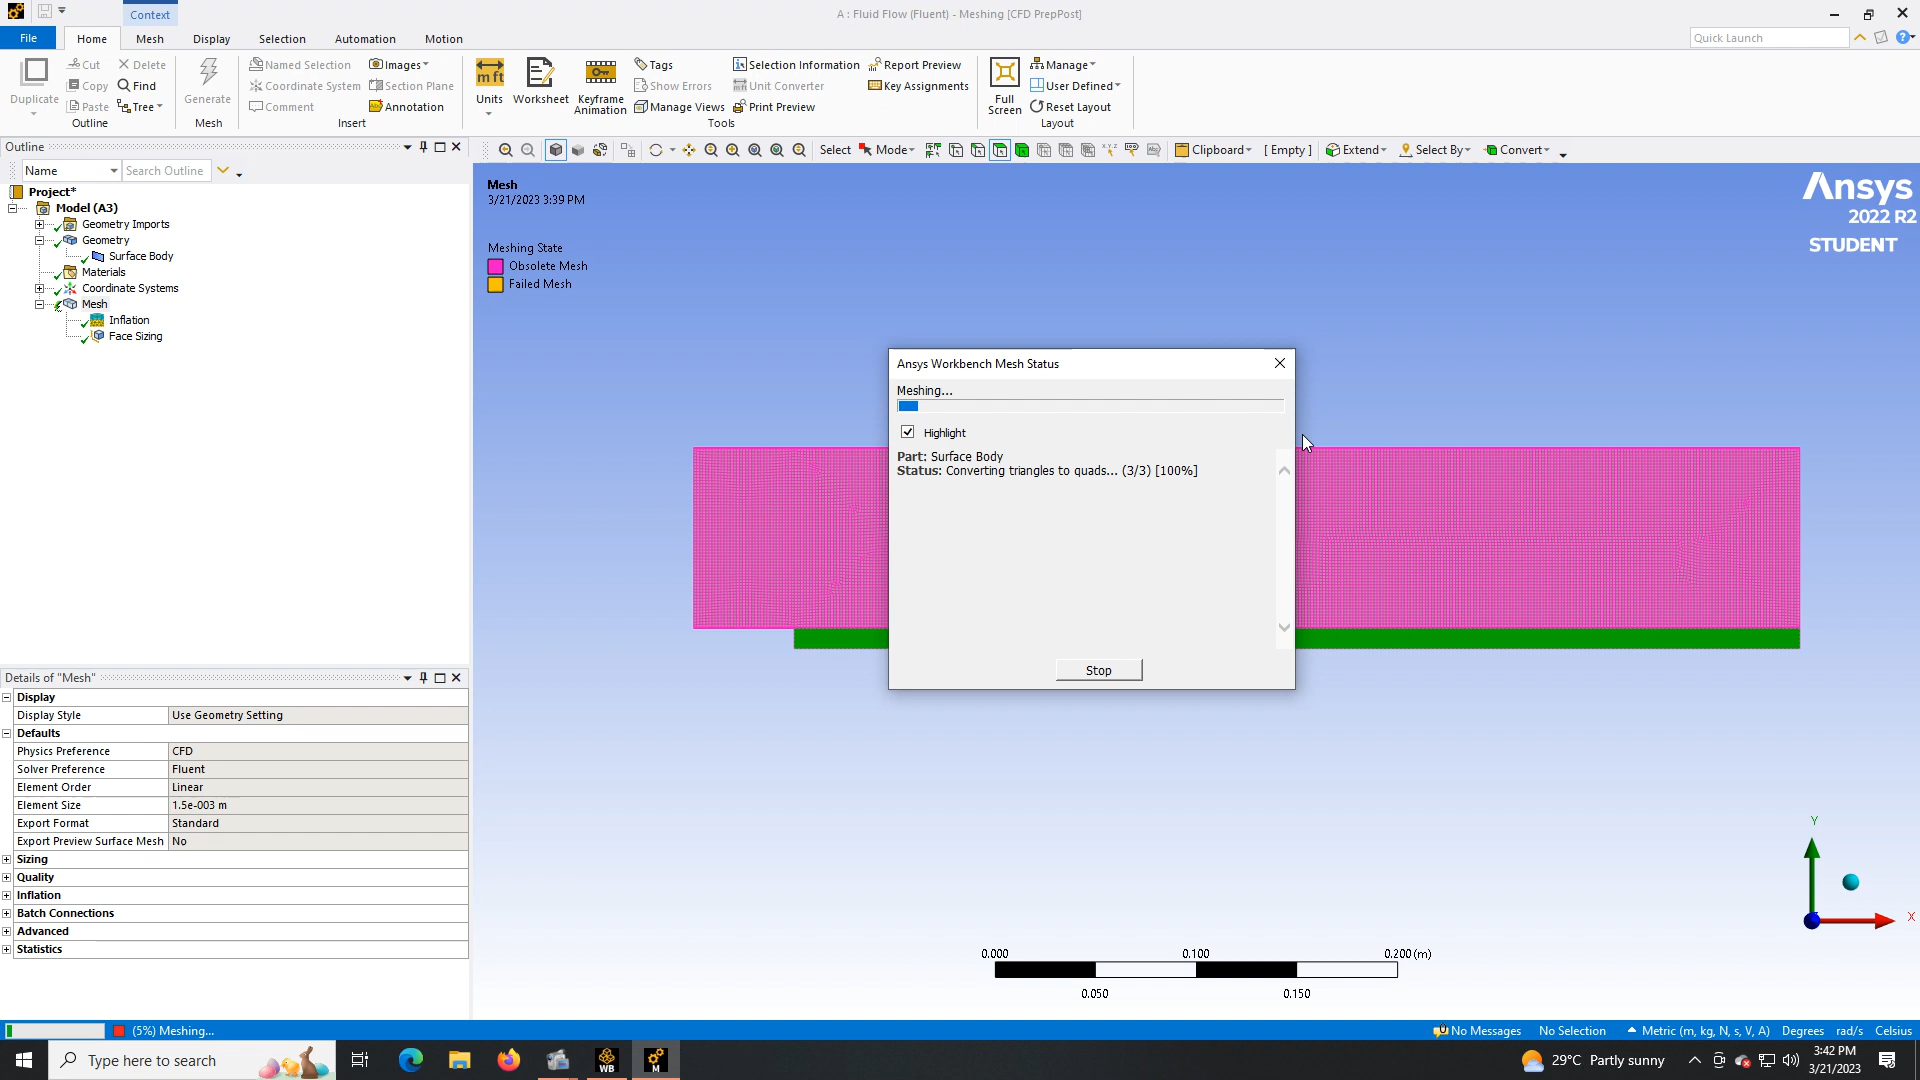 Context
A : Fluid Flow (Fluent) - Meshing [CFD PrepPost]
File Home Mesh Display Selection Automation Motion
Quick Launch
Duplicate
Cut
Copy
Paste
Delete
Find
Tree
Outline
Generate
Mesh
Named Selection
Coordinate System
Comment
Images
Section Plane
Annotation
Insert
Units
Worksheet
Keyframe
Animation
Tags
Show Errors
Manage Views
Selection Information
Unit Converter
Print Preview
Report Preview
Key Assignments
Tools
Full
Screen
Manage
User Defined
Reset Layout
Layout
Outline
Select Mode Clipboard [ Empty ] Extend Select By Convert
Name Search Outline
Project*
Model (A3)
Geometry Imports
Geometry
Surface Body
Materials
Coordinate Systems
Mesh
Inflation
Face Sizing
Mesh
3/21/2023 3:39 PM
Meshing State
Obsolete Mesh
Failed Mesh
Ansys
2022 R2
STUDENT
Ansys Workbench Mesh Status
Meshing...
Highlight
Part: Surface Body
Status: Converting triangles to quads... (3/3) [100%]
Stop
Details of "Mesh"
Display
Display Style Use Geometry Setting
Defaults
Physics Preference CFD
Solver Preference Fluent
Element Order Linear
Element Size 1.5e-003 m
Export Format Standard
Export Preview Surface Mesh No
Sizing
Quality
Inflation
Batch Connections
Advanced
Statistics
Y
X
0.000 0.100 0.200 (m)
0.050 0.150
(5%) Meshing...
No Messages No Selection Metric (m, kg, N, s, V, A) Degrees rad/s Celsius
Type here to search
WB
M
29°C Partly sunny
3:42 PM
3/21/2023